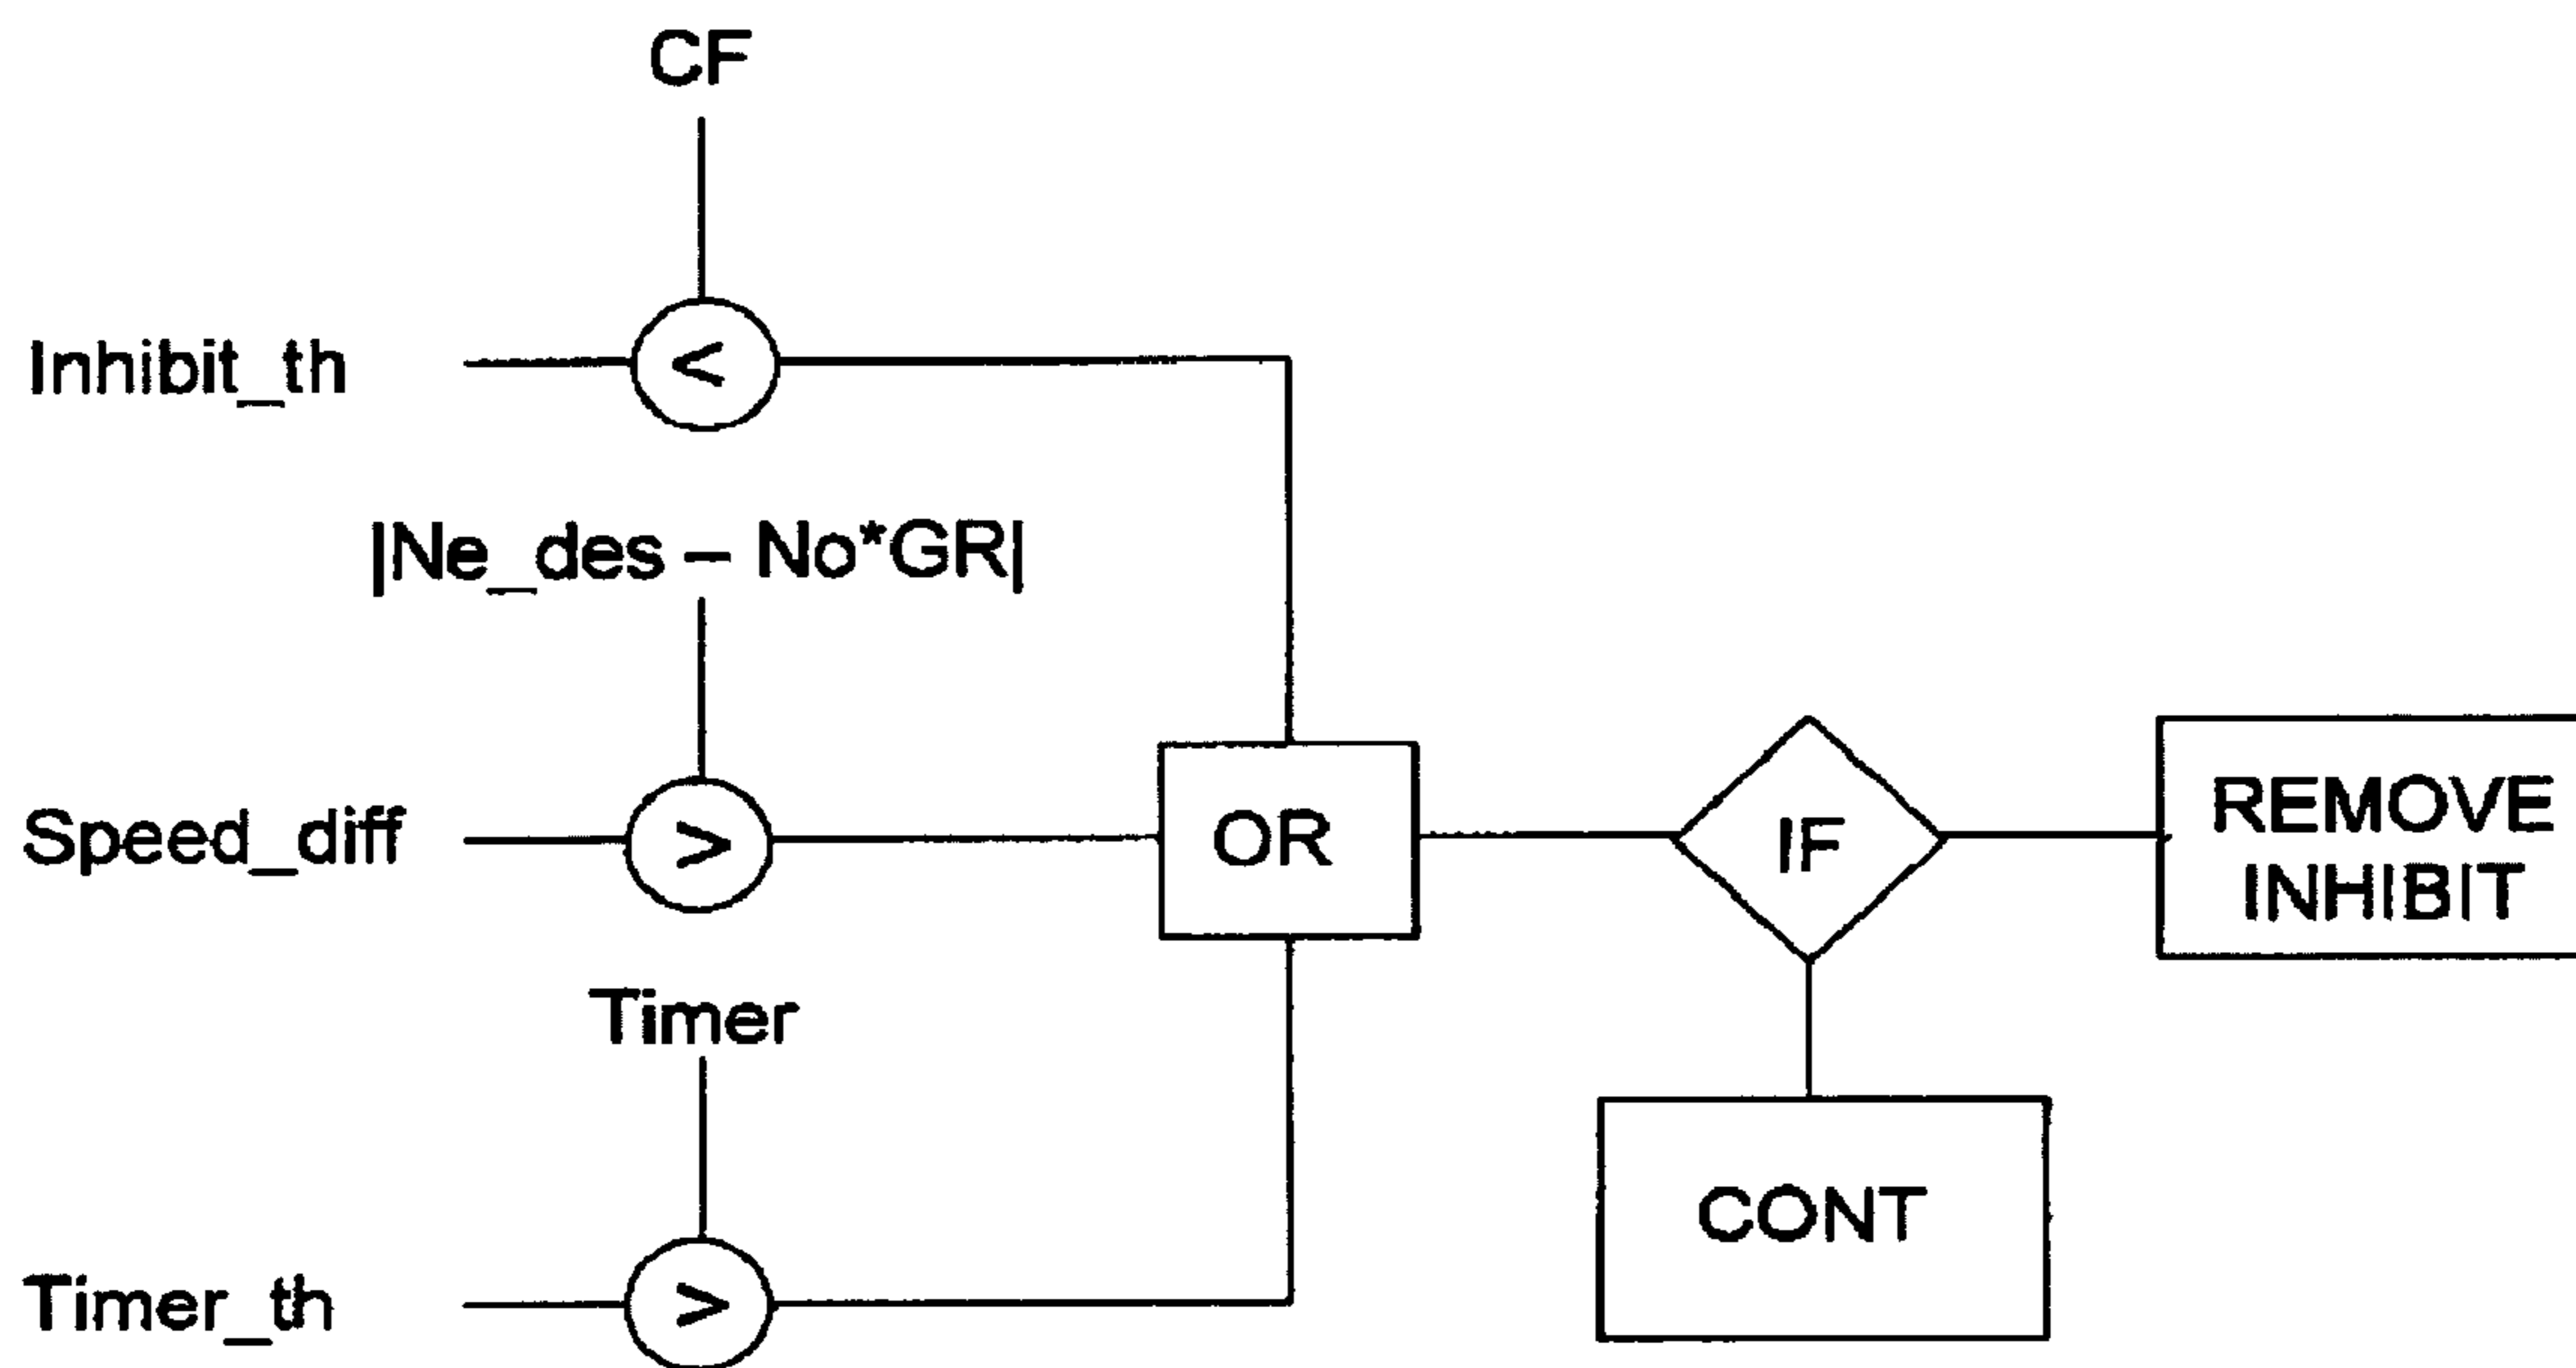 CF
Inhibit_th
<
|Ne_des – No*GR|
Speed_diff
>
OR
IF
REMOVE
INHIBIT
Timer
CONT
Timer_th
>